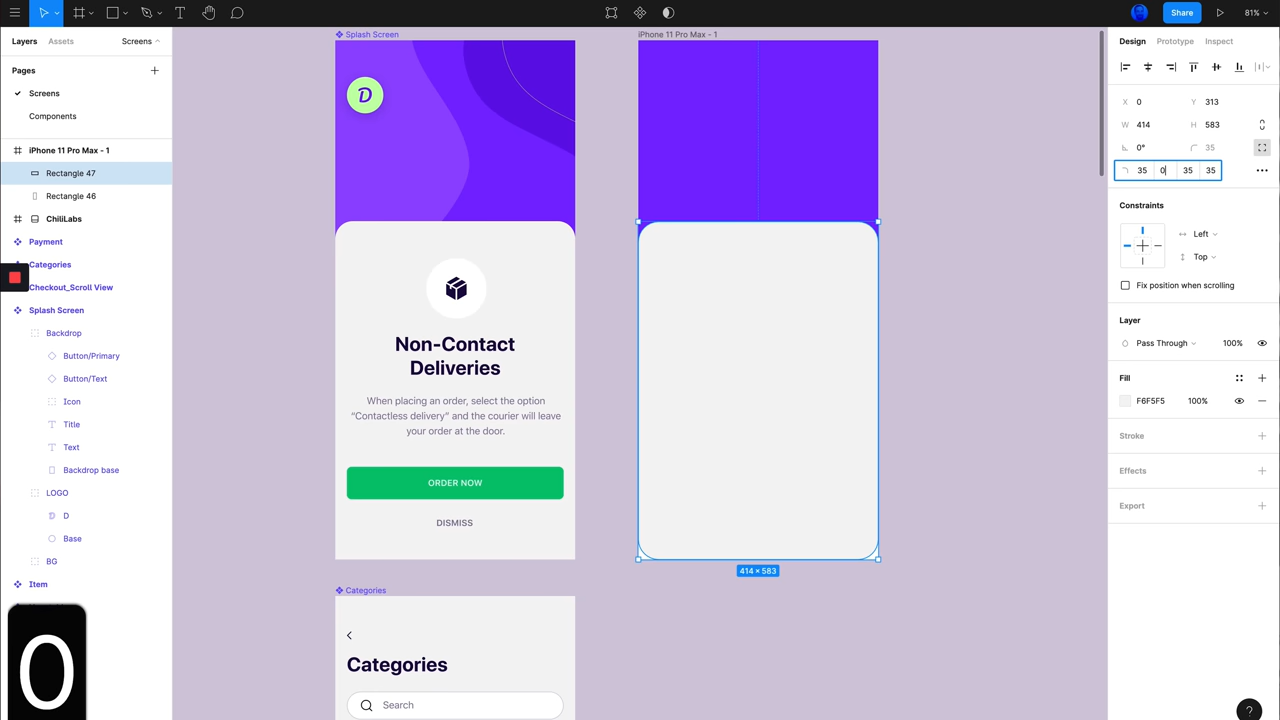 Share
81%
Layers
Assets
Screens
Pages
Screens
Components
iPhone 11 Pro Max - 1
Rectangle 47
Rectangle 46
ChiliLabs
Payment
Categories
Checkout_Scroll View
Splash Screen
Backdrop
Button/Primary
Button/Text
Icon
Title
Text
Backdrop base
LOGO
D
Base
BG
Item
0
Splash Screen
D
Non-Contact
Deliveries
When placing an order, select the option
“Contactless delivery” and the courier will leave
your order at the door.
ORDER NOW
DISMISS
Categories
Categories
Search
iPhone 11 Pro Max - 1
414 × 583
Design
Prototype
Inspect
X 0 Y 313
W 414 H 583
0° 35
35 0 35 35
Constraints
Left
Top
Fix position when scrolling
Layer
Pass Through 100%
Fill
F6F5F5 100%
Stroke
Effects
Export
?